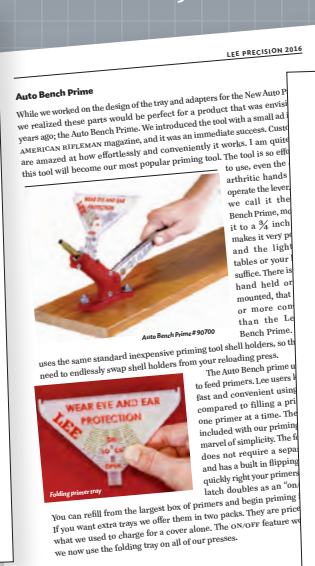 LEE PRECISION 2016
Auto Bench Prime
While we worked on the design of the tray and adapters for the New Auto P
we realized these parts would be perfect for a product that was envisi
years ago; the Auto Bench Prime. We introduced the tool with a small ad i
AMERICAN RIFLEMAN magazine, and it was an immediate success. Custo
are amazed at how effortlessly and conveniently it works. I am quite
this tool will become our most popular priming tool. The tool is so effo
to use, even the
arthritic hands
operate the lever.
we call it the
Bench Prime, mo
it to a ¾ inch
makes it very po
and the light
tables or your
suffice. There is
hand held or
mounted, that
or more con
than the Le
Bench Prime.
WEAR EYE AND EAR
PROTECTION
Auto Bench Prime # 90700
uses the same standard inexpensive priming tool shell holders, so th
need to endlessly swap shell holders from your reloading press.
The Auto Bench prime u
to feed primers. Lee users h
fast and convenient using
compared to filling a pri
one primer at a time. The
included with our priming
marvel of simplicity. The f
does not require a sepa
and has a built in flipping
quickly right your primers
latch doubles as an "on/
WEAR EYE AND EAR
PROTECTION
LEE
Folding primer tray
You can refill from the largest box of primers and begin priming
If you want extra trays we offer them in two packs. They are price
what we used to charge for a cover alone. The ON/OFF feature we
we now use the folding tray on all of our presses.